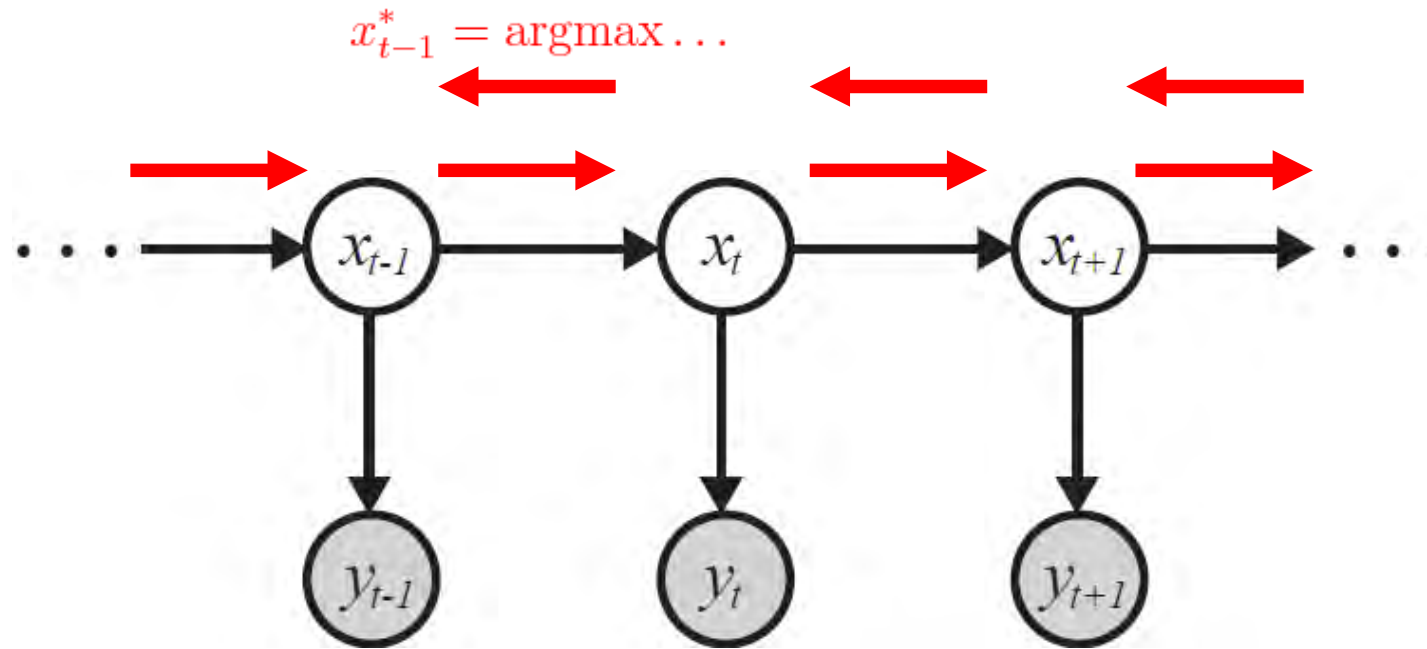 x*_{t-1} = argmax ...
... x_{t-1} x_t x_{t+1} ...
y_{t-1} y_t y_{t+1}